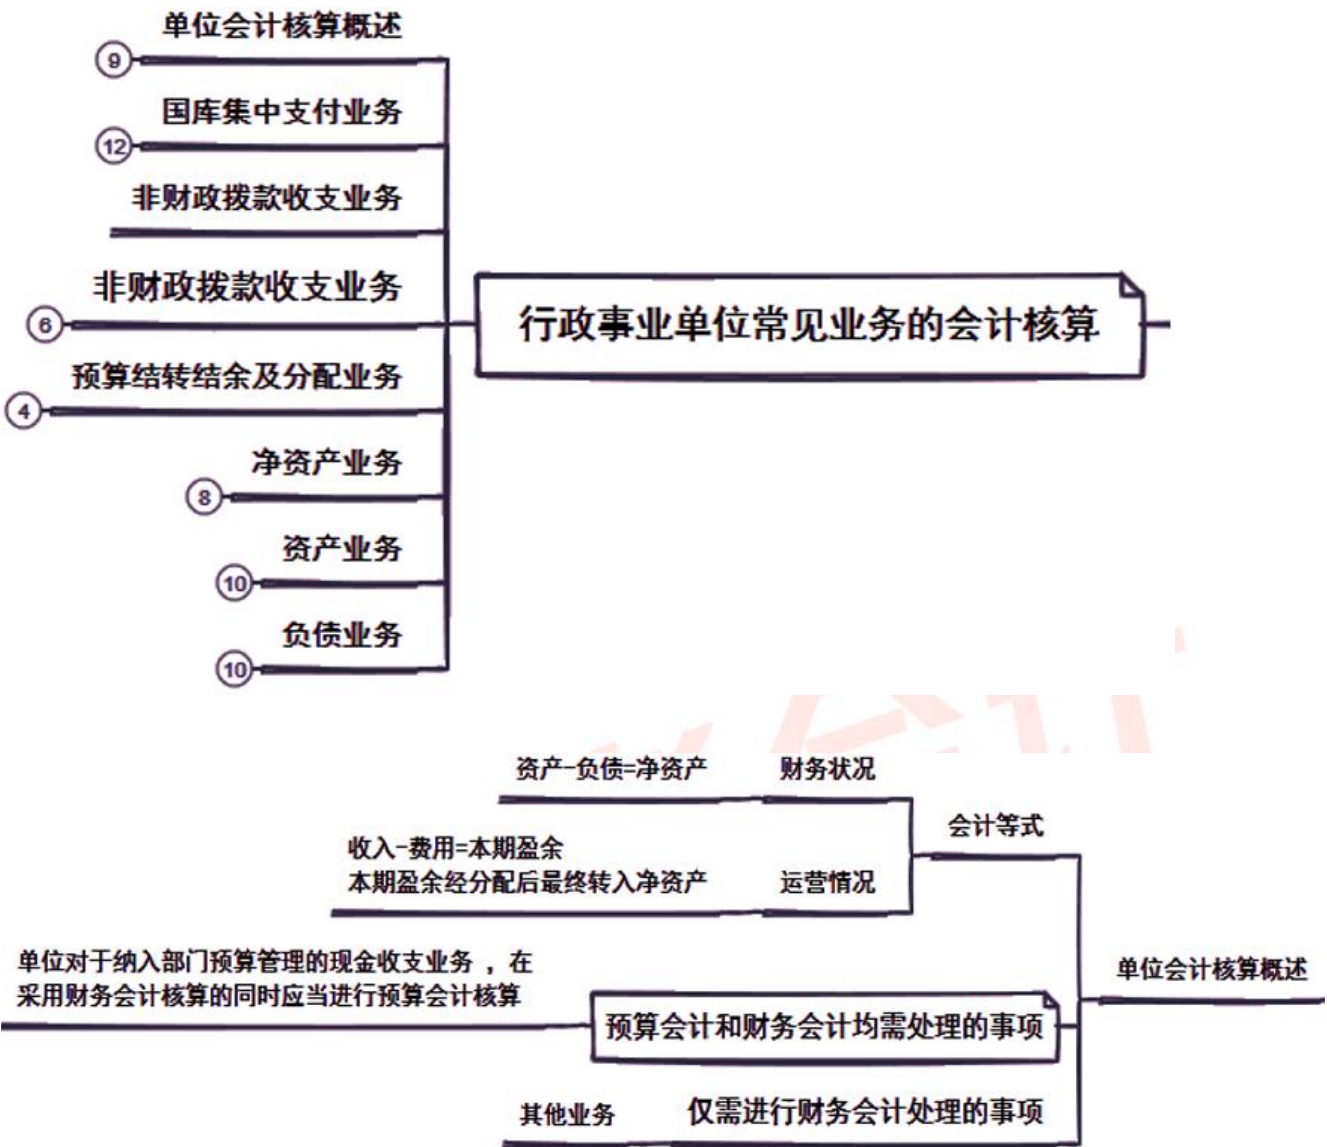 单位会计核算概述
9
国库集中支付业务
12
非财政拨款收支业务
非财政拨款收支业务
6
行政事业单位常见业务的会计核算
预算结转结余及分配业务
4
净资产业务
8
资产业务
10
负债业务
10
资产-负债=净资产
财务状况
会计等式
收入-费用=本期盈余
本期盈余经分配后最终转入净资产
运营情况
单位对于纳入部门预算管理的现金收支业务，在
采用财务会计核算的同时应当进行预算会计核算
预算会计和财务会计均需处理的事项
单位会计核算概述
其他业务
仅需进行财务会计处理的事项